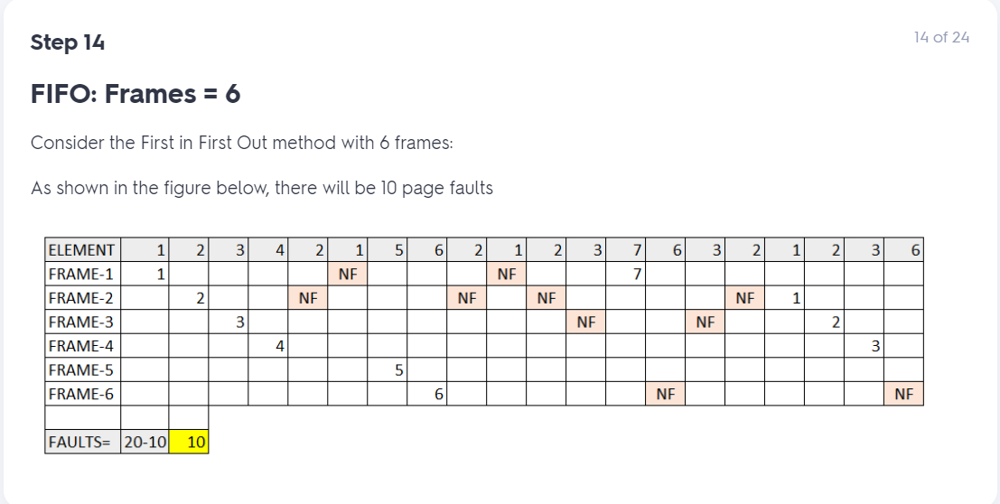 Step 14
14 of 24
FIFO: Frames = 6
Consider the First in First Out method with 6 frames:
As shown in the figure below, there will be 10 page faults
ELEMENT 1 2 3 4 2 1 5 6 2 1 2 3 7 6 3 2 1 2 3 6
FRAME-1 1 NF NF 7
FRAME-2 2 NF NF NF NF 1
FRAME-3 3 NF NF 2
FRAME-4 4 3
FRAME-5 5
FRAME-6 6 NF NF
FAULTS= 20-10 10